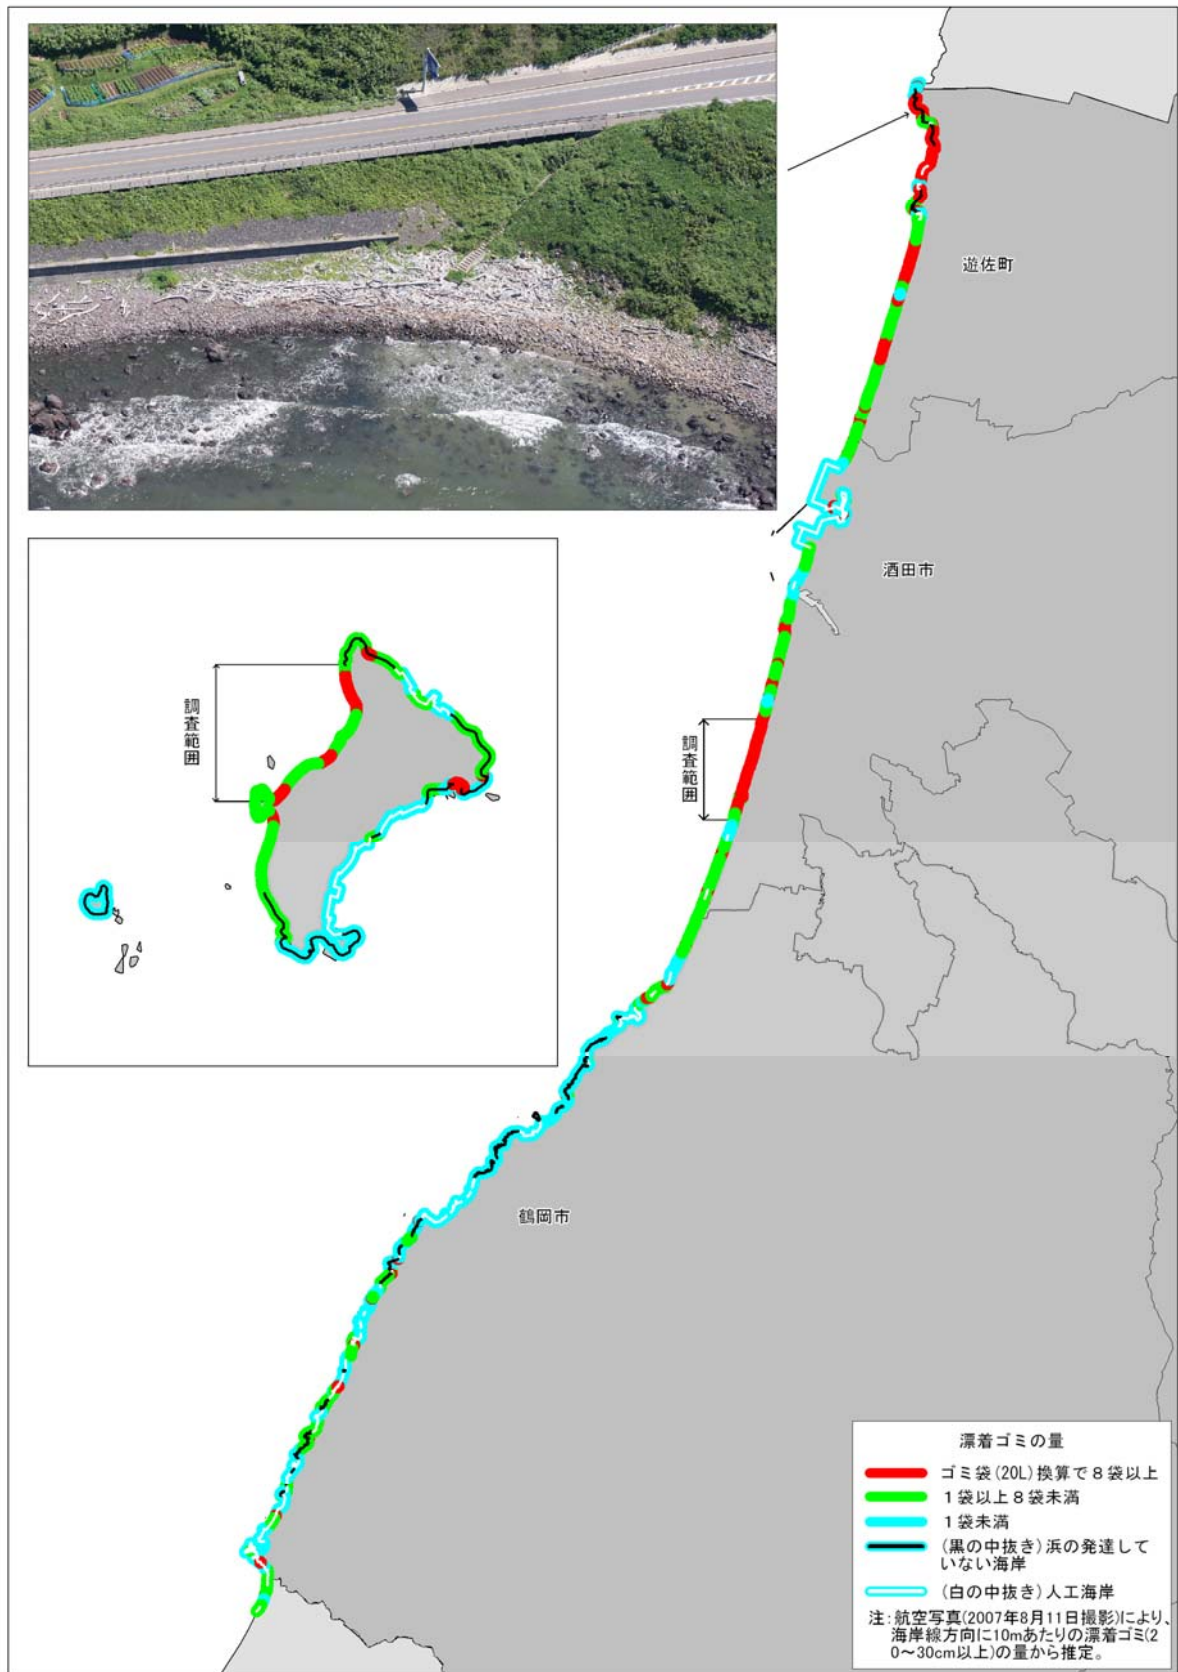 遊佐町
酒田市
調査範囲
調査範囲
鶴岡市
漂着ゴミの量
ゴミ袋(20L)換算で8袋以上
1袋以上8袋未満
1袋未満
(黒の中抜き)浜の発達して
いない海岸
(白の中抜き)人工海岸
注:航空写真(2007年8月11日撮影)により、
海岸線方向に10mあたりの漂着ゴミ(2
0～30cm以上)の量から推定。